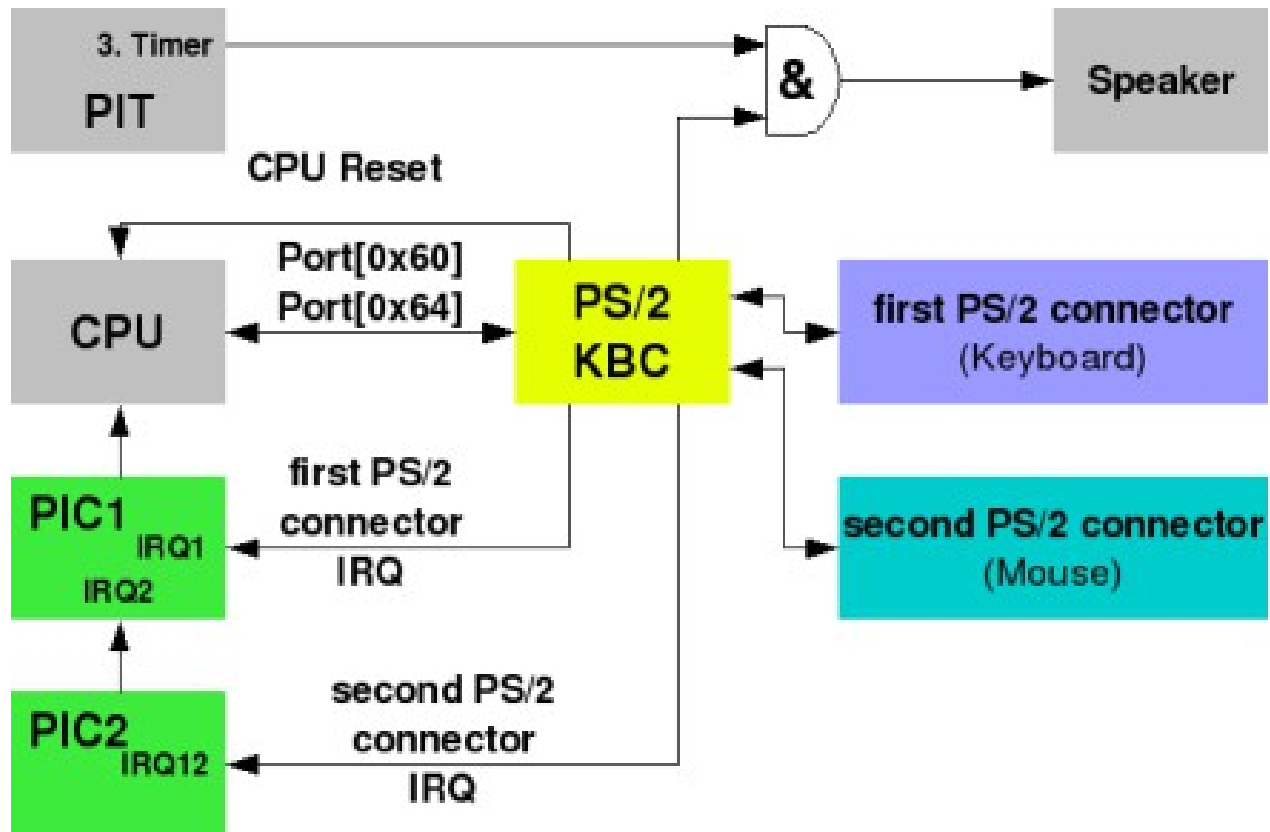 3. Timer
PIT
&
Speaker
CPU Reset
Port[0x60]
Port[0x64]
CPU
PS/2
KBC
first PS/2 connector
(Keyboard)
PIC1
IRQ1
IRQ2
first PS/2
connector
IRQ
second PS/2 connector
(Mouse)
PIC2
IRQ12
second PS/2
connector
IRQ